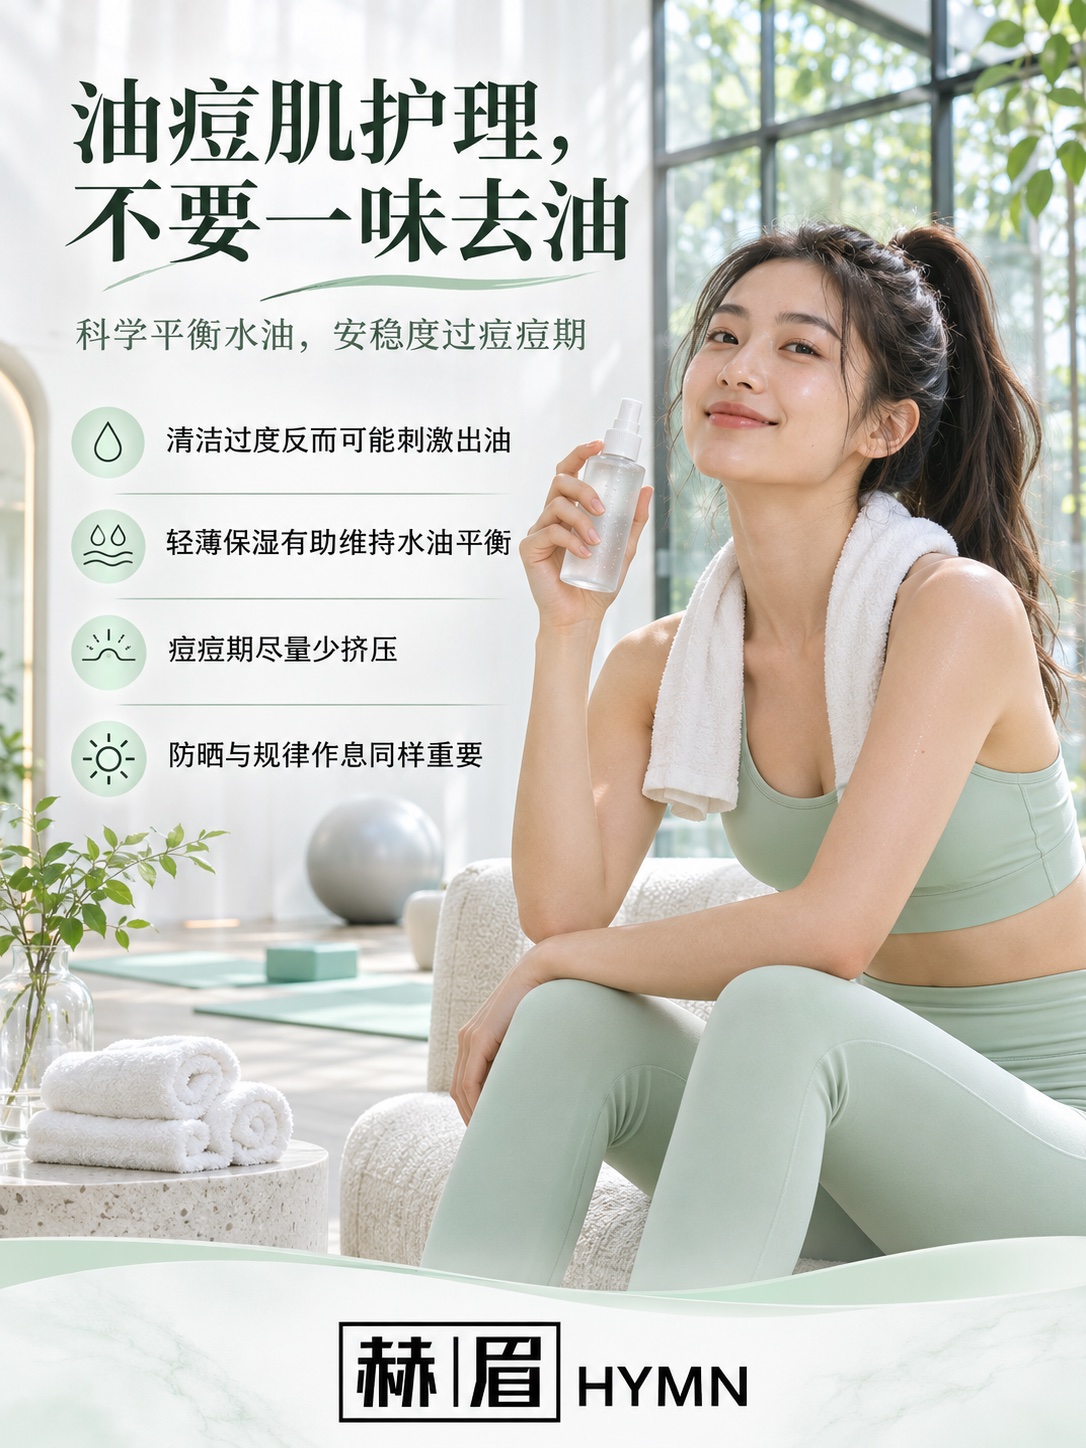 油痘肌护理，
不要一味去油
科学平衡水油，安稳度过痘痘期
清洁过度反而可能刺激出油
轻薄保湿有助维持水油平衡
痘痘期尽量少挤压
防晒与规律作息同样重要
赫|眉 HYMN